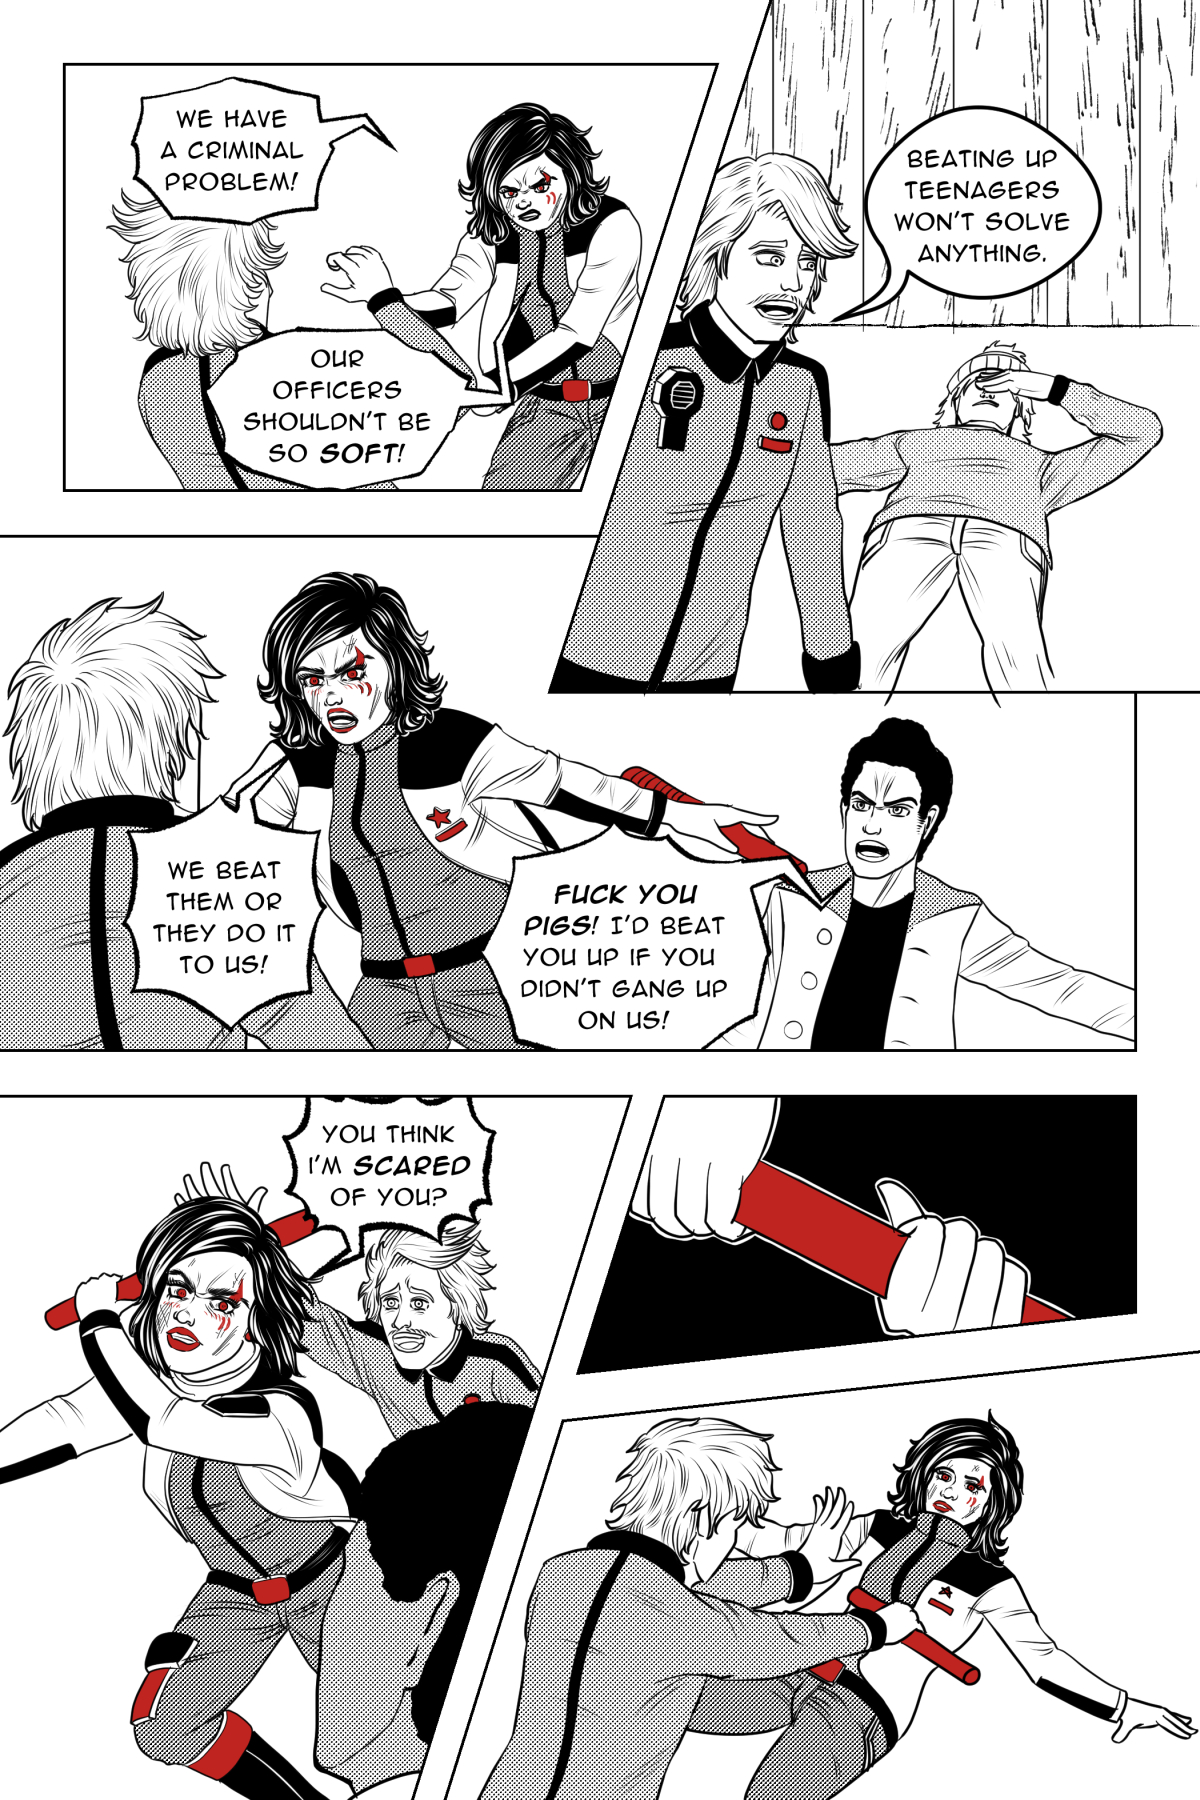 WE HAVE
A CRIMINAL
PROBLEM!
OUR
OFFICERS
SHOULDN'T BE
SO SOFT!
BEATING UP
TEENAGERS
WON'T SOLVE
ANYTHING.
WE BEAT
THEM OR
THEY DO IT
TO US!
FUCK YOU
PIGS! I'D BEAT
YOU UP IF YOU
DIDN'T GANG UP
ON US!
YOU THINK
I'M SCARED
OF YOU?